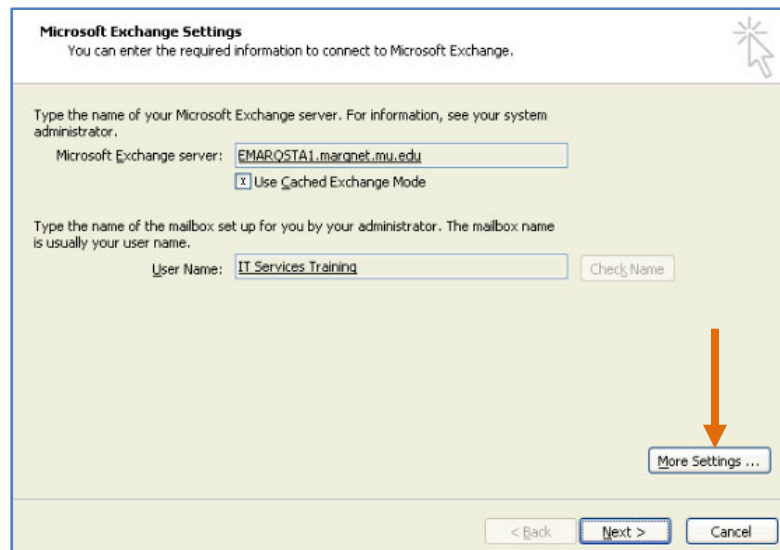 Microsoft Exchange Settings
You can enter the required information to connect to Microsoft Exchange.
Type the name of your Microsoft Exchange server. For information, see your system
administrator.
Microsoft Exchange server: EMARQSTA1.marqnet.mu.edu
x Use Cached Exchange Mode
Type the name of the mailbox set up for you by your administrator. The mailbox name
is usually your user name.
User Name: IT Services Training Check Name
More Settings ...
< Back Next > Cancel